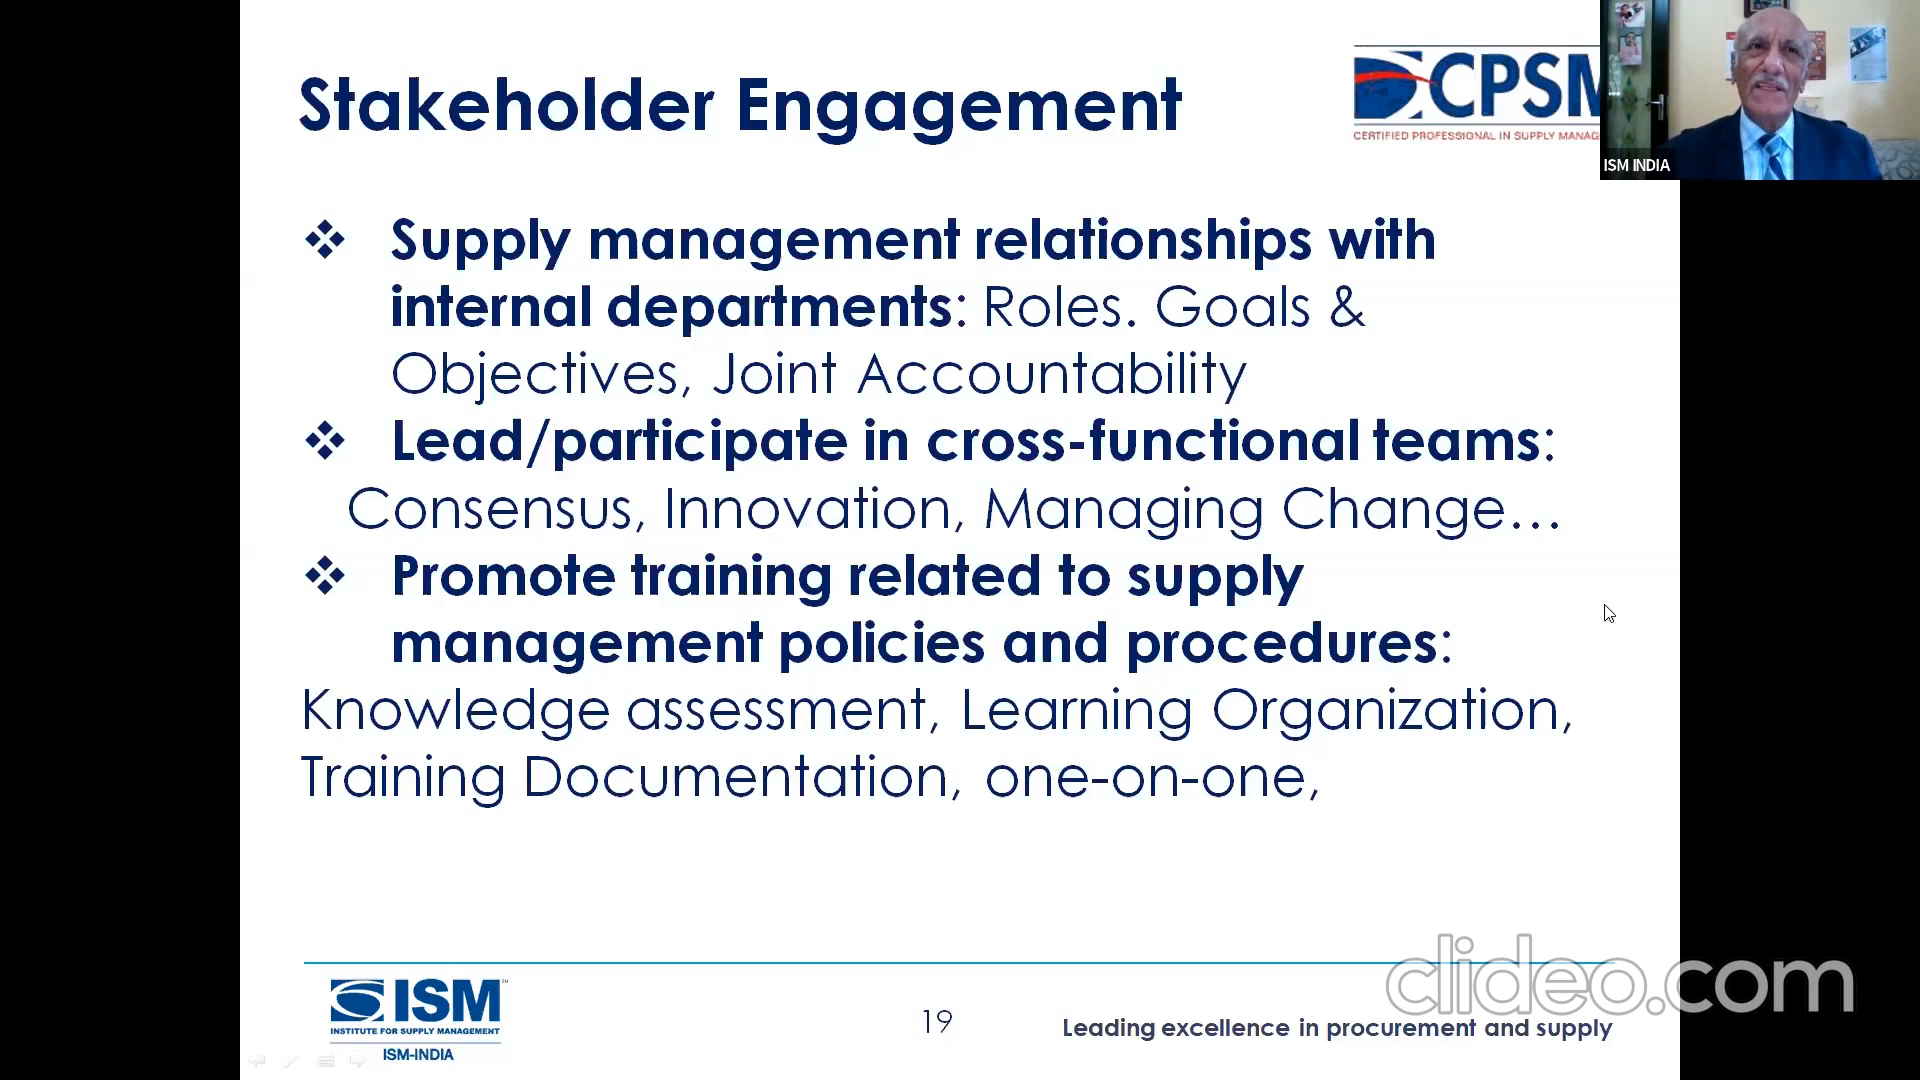 Stakeholder Engagement
CPSM
CERTIFIED PROFESSIONAL IN SUPPLY MANAG
ISM INDIA
❖ Supply management relationships with
internal departments: Roles. Goals &
Objectives, Joint Accountability
❖ Lead/participate in cross-functional teams:
Consensus, Innovation, Managing Change...
❖ Promote training related to supply
management policies and procedures:
Knowledge assessment, Learning Organization,
Training Documentation, one-on-one,
clideo.com
ISM
INSTITUTE FOR SUPPLY MANAGEMENT
ISM-INDIA
19
Leading excellence in procurement and supply